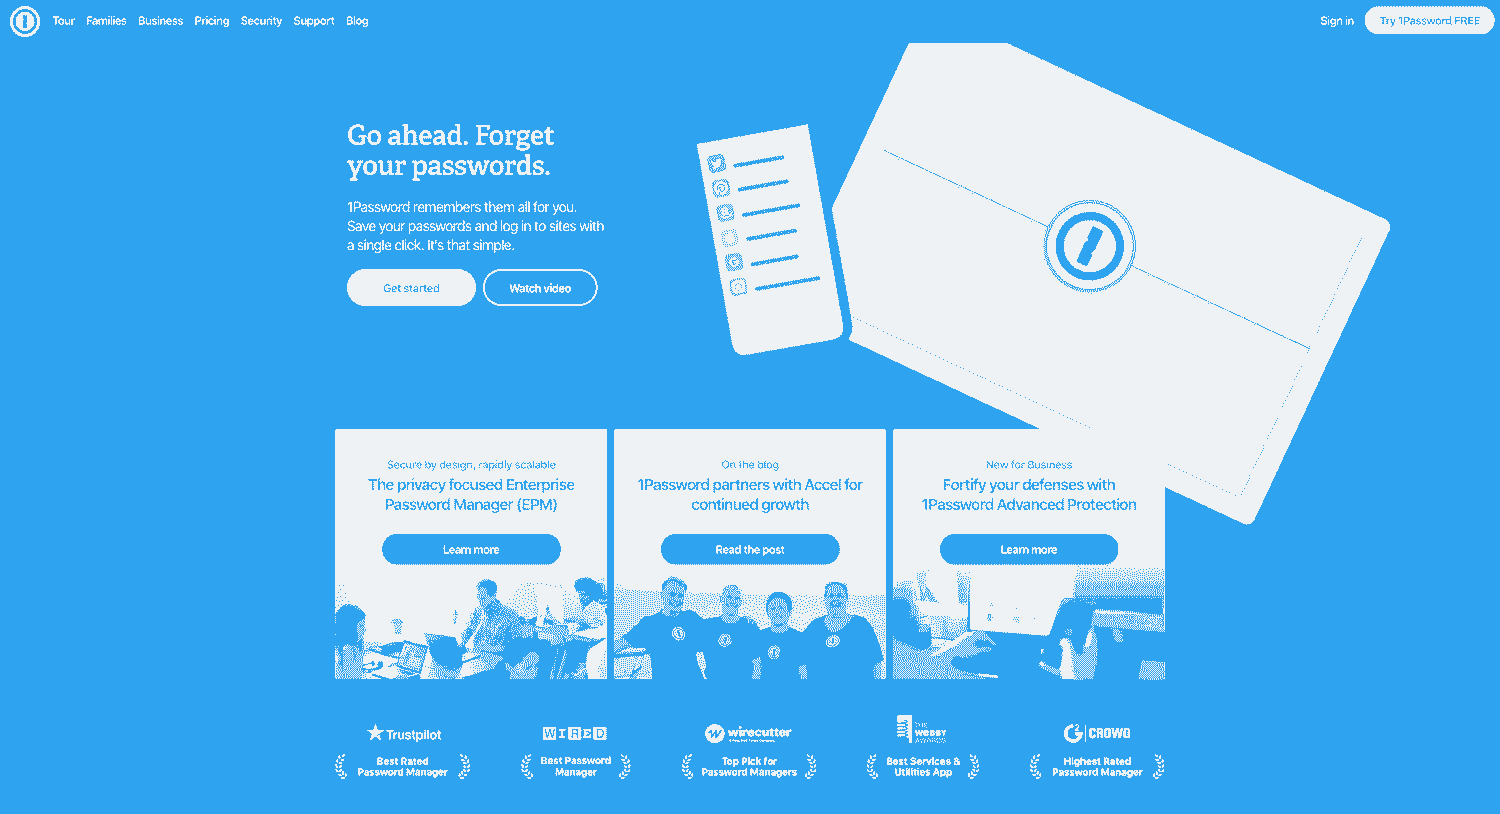 Tour Families Business Pricing Security Support Blog
Sign in Try 1Password FREE
Go ahead. Forget
your passwords.
1Password remembers them all for you.
Save your passwords and log in to sites with
a single click. It's that simple.
Get started Watch video
Secure by design, rapidly scalable
The privacy focused Enterprise
Password Manager (EPM)
Learn more
On the blog
1Password partners with Accel for
continued growth
Read the post
New for Business
Fortify your defenses with
1Password Advanced Protection
Learn more
Trustpilot
Best Rated
Password Manager
WIRED
Best Password
Manager
wirecutter
Top Pick for
Password Managers
THE
WEBBY
AWARDS
Best Services &
Utilities App
G2 CROWD
Highest Rated
Password Manager